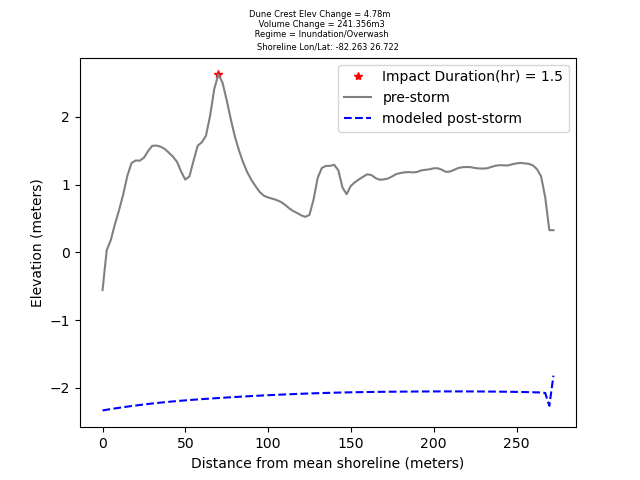 Dune Crest Elev Change = 4.78m
Volume Change = 241.356m3
Regime = Inundation/Overwash
Shoreline Lon/Lat: -82.263 26.722
Impact Duration(hr) = 1.5
pre-storm
modeled post-storm
2
1
0
−1
−2
Elevation (meters)
0 50 100 150 200 250
Distance from mean shoreline (meters)